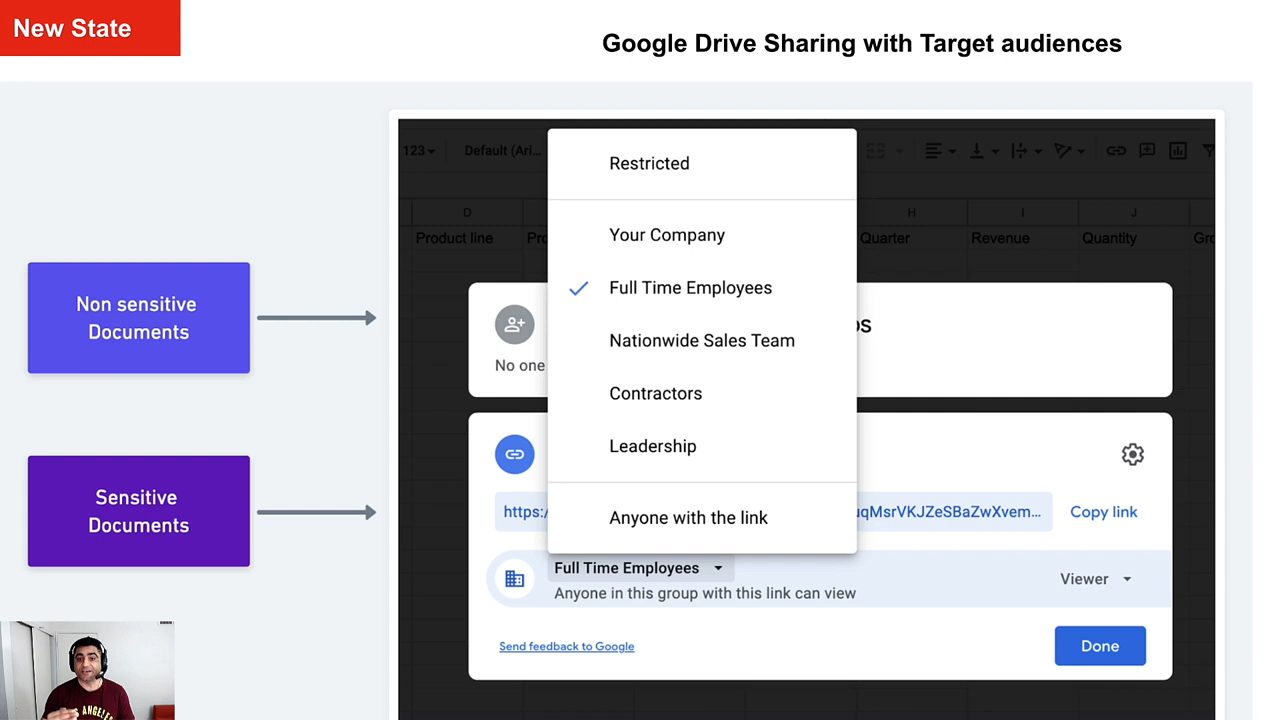 New State
Google Drive Sharing with Target audiences
Non sensitive
Documents
Sensitive
Documents
123
Default (Ari...
D
H
I
J
Product line
Quarter
Revenue
Quantity
Restricted
Your Company
Full Time Employees
Nationwide Sales Team
Contractors
Leadership
Anyone with the link
No one
https:/
uqMsrVKJZeSBaZwXvem...
Copy link
Full Time Employees
Anyone in this group with this link can view
Viewer
Send feedback to Google
Done
ANGELES